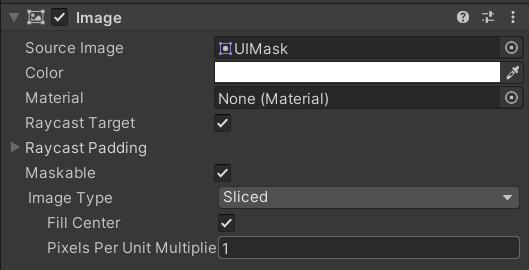 Image
Source Image UIMask
Color
Material None (Material)
Raycast Target
Raycast Padding
Maskable
Image Type Sliced
Fill Center
Pixels Per Unit Multiplie 1